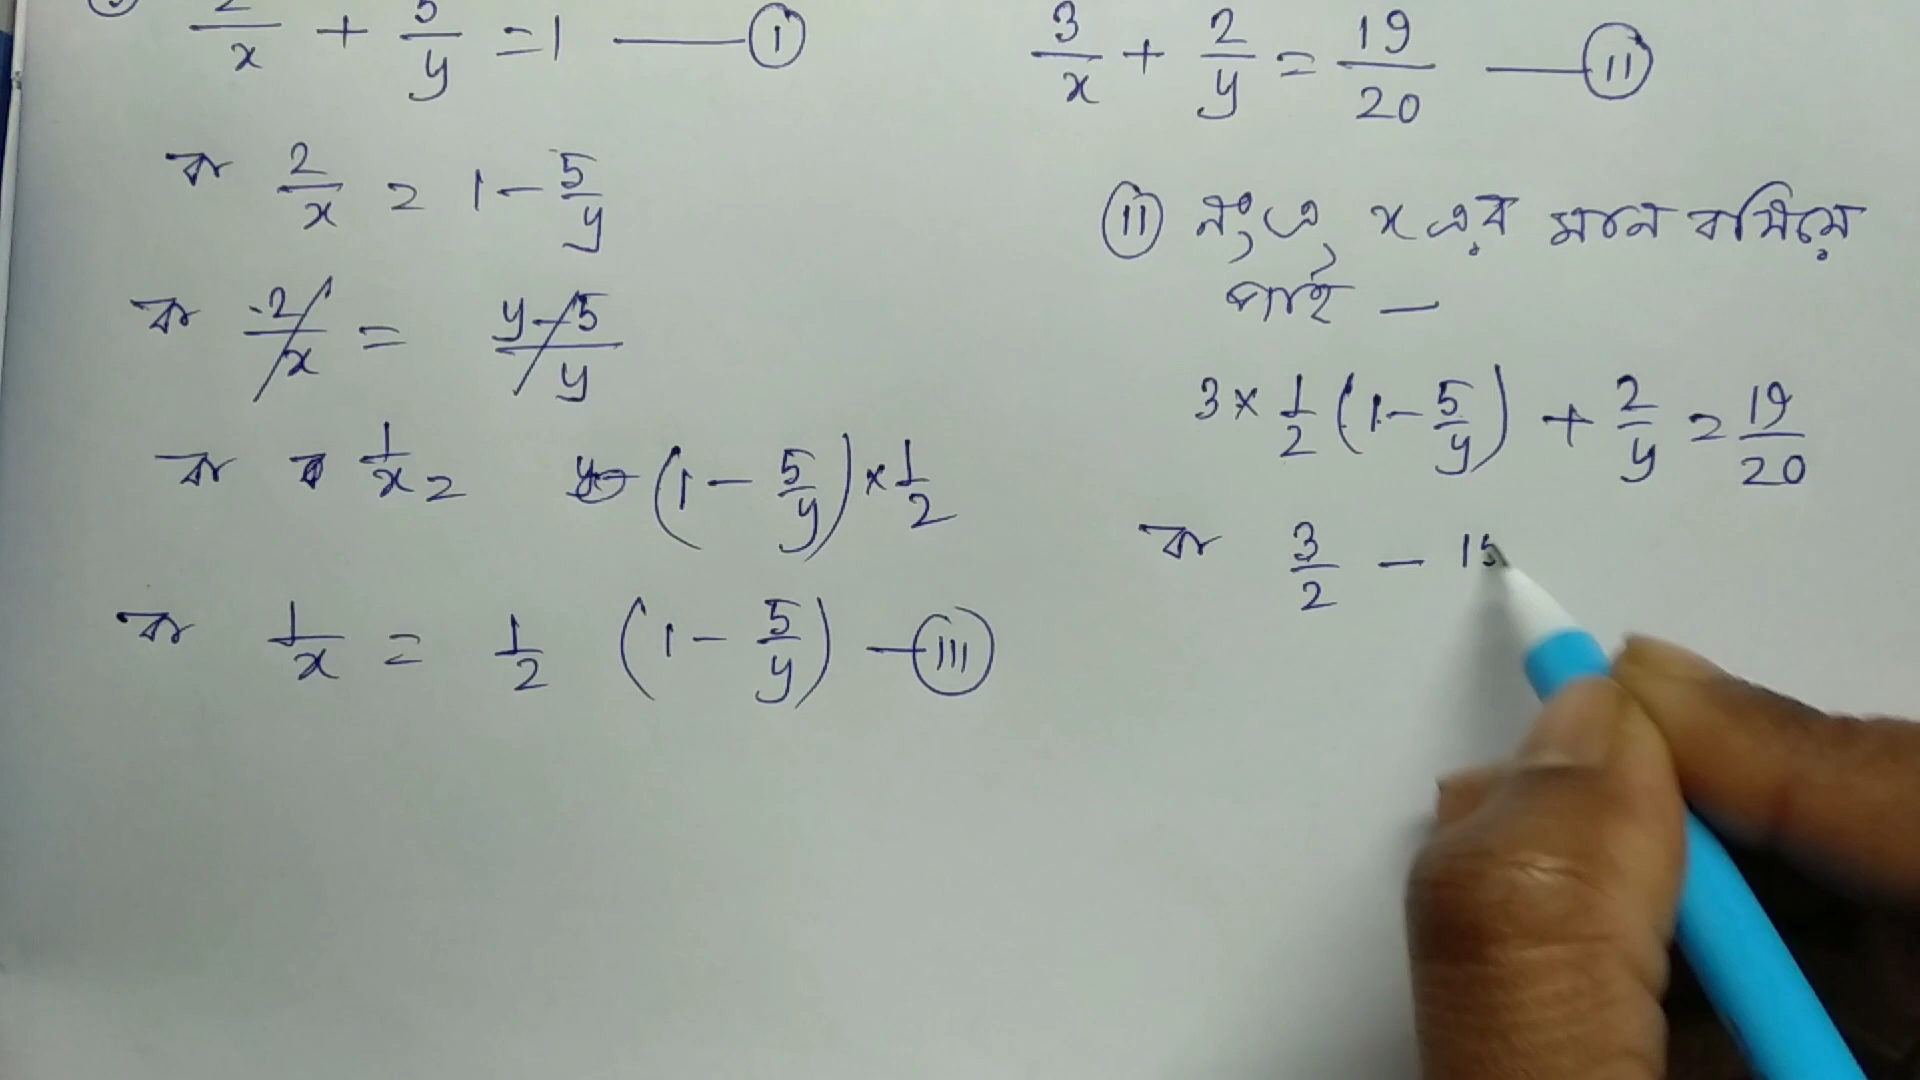 2/x + 5/y = 1 — (I)
বা 2/x = 1 - 5/y
বা 2/x = y-5/y
বা 1/x = (1 - 5/y) × 1/2
বা 1/x = 1/2 (1 - 5/y) — (III)
3/x + 2/y = 19/20 — (II)
(II) নং এ, x এর মান বসিয়ে
পাই —
3 × 1/2 (1 - 5/y) + 2/y = 19/20
বা 3/2 - 15